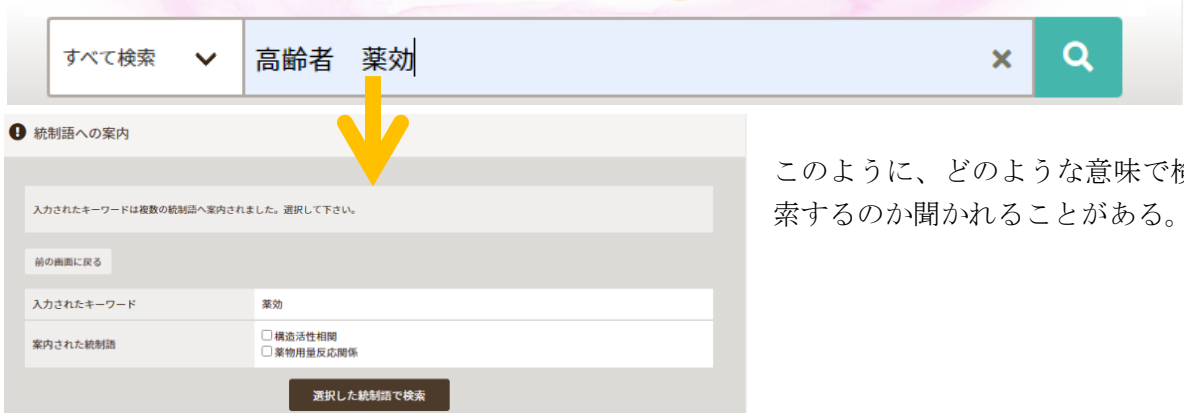 すべて検索
高齢者　薬効
統制語への案内
入力されたキーワードは複数の統制語へ案内されました。選択して下さい。
前の画面に戻る
入力されたキーワード
薬効
案内された統制語
構造活性相関
薬物用量反応関係
選択した統制語で検索
このように、どのような意味で検
索するのか聞かれることがある。